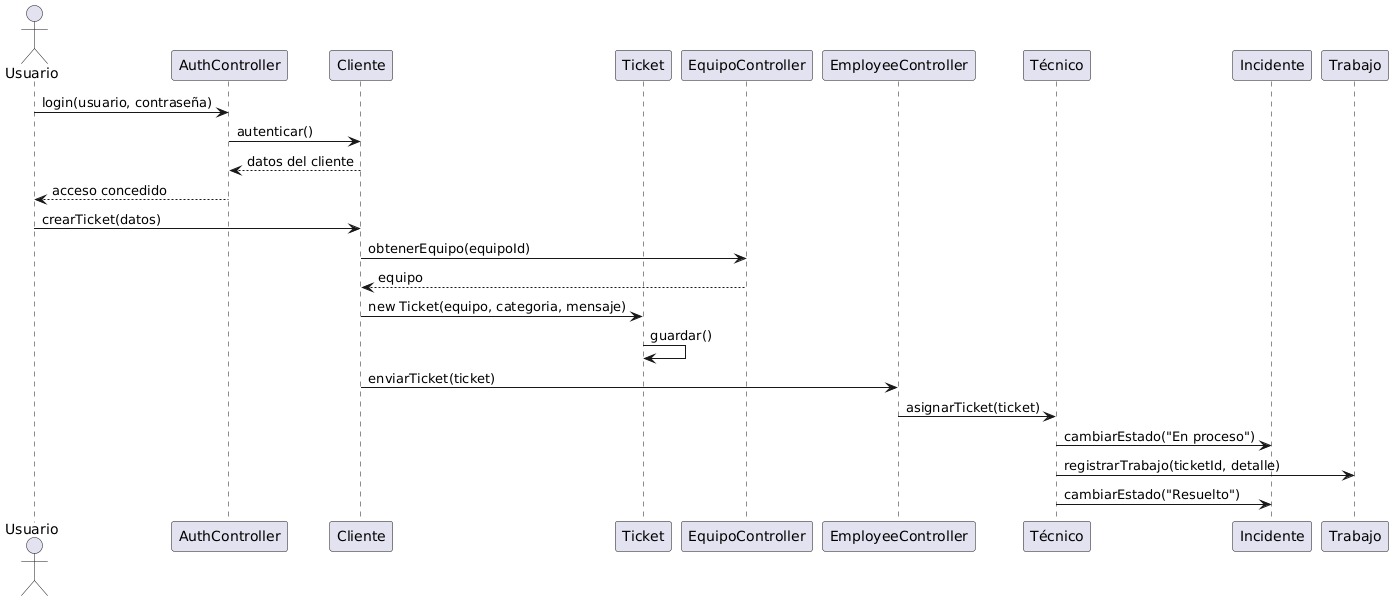 Usuario
AuthController
Cliente
Ticket
EquipoController
EmployeeController
Técnico
Incidente
Trabajo
login(usuario, contraseña)
autenticar()
datos del cliente
acceso concedido
crearTicket(datos)
obtenerEquipo(equipoId)
equipo
new Ticket(equipo, categoria, mensaje)
guardar()
enviarTicket(ticket)
asignarTicket(ticket)
cambiarEstado("En proceso")
registrarTrabajo(ticketId, detalle)
cambiarEstado("Resuelto")
Usuario
AuthController
Cliente
Ticket
EquipoController
EmployeeController
Técnico
Incidente
Trabajo